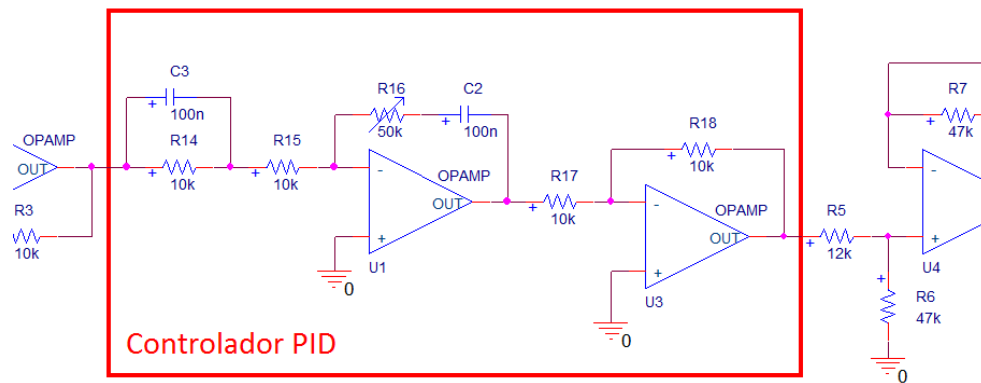 C3
100n
R14
10k
R15
10k
R16
50k
C2
100n
OPAMP
OUT
R3
10k
-
+
OPAMP
OUT
U1
0
R17
10k
R18
10k
-
+
OPAMP
OUT
U3
0
R5
12k
R6
47k
0
R7
47k
-
+
U4
Controlador PID